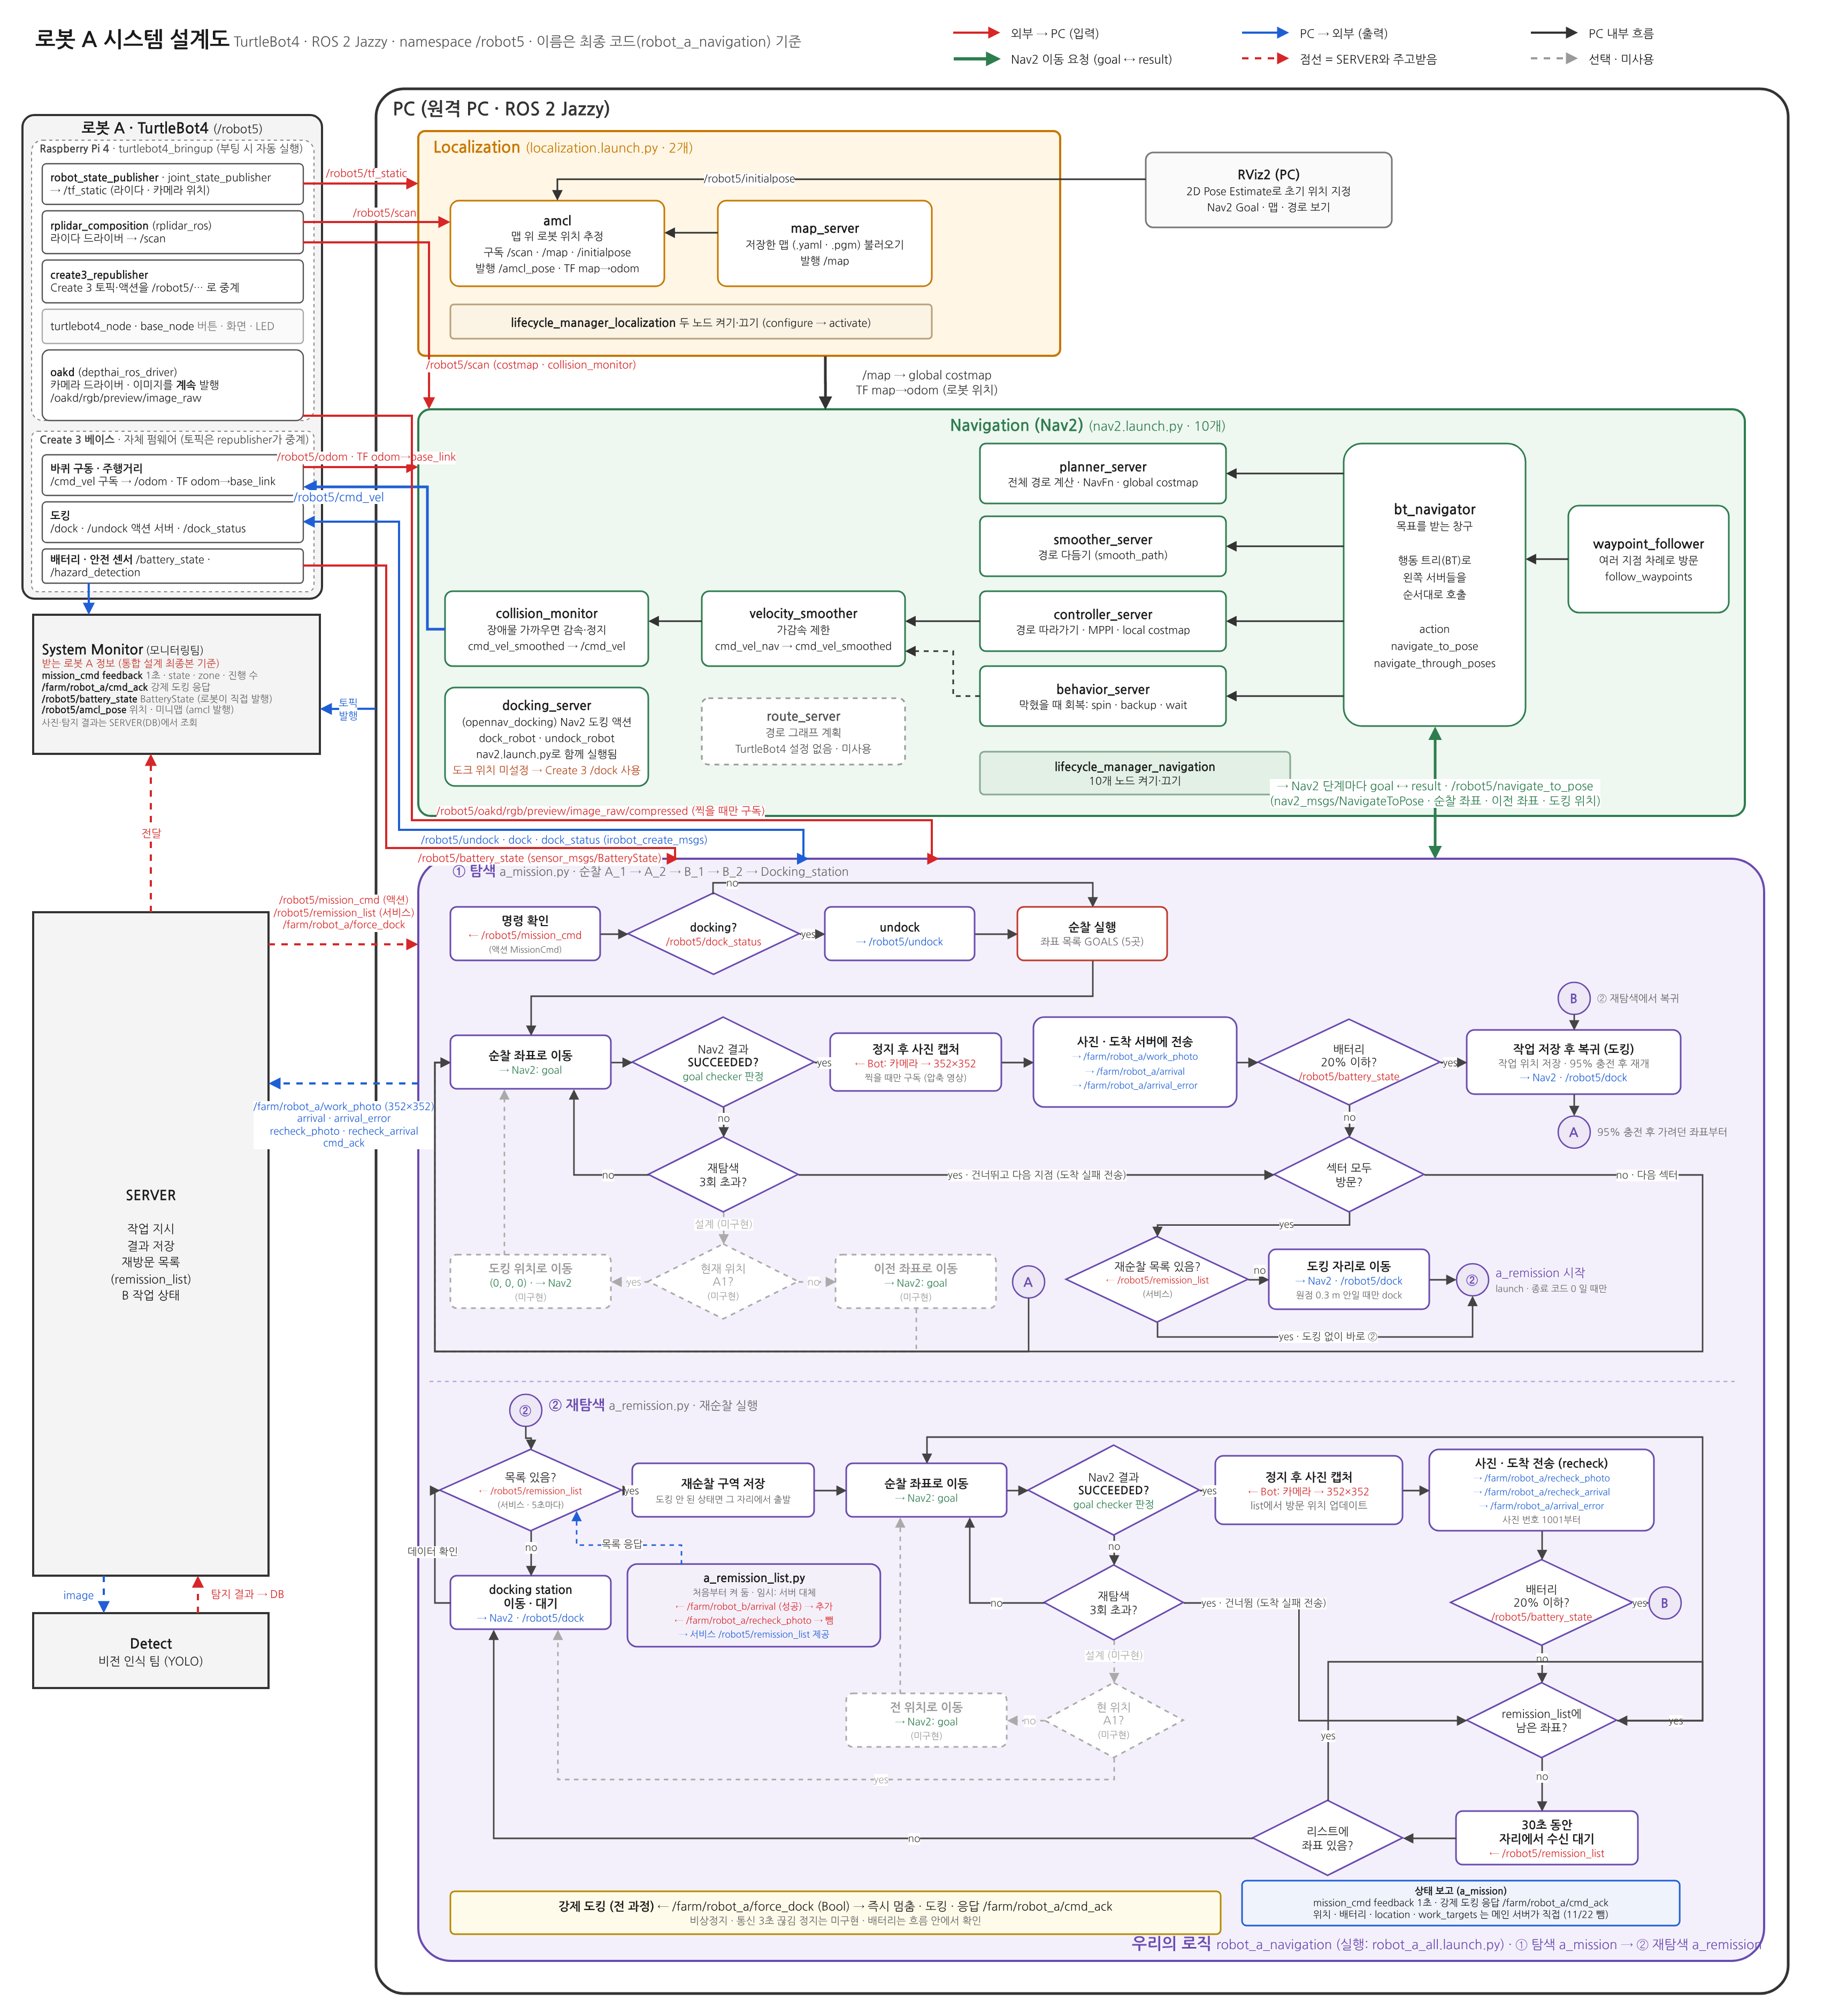 로봇 A 시스템 설계도 TurtleBot4 · ROS 2 Jazzy · namespace /robot5 · 이름은 최종 코드(robot_a_navigation) 기준
외부 → PC (입력)
PC → 외부 (출력)
PC 내부 흐름
Nav2 이동 요청 (goal ↔ result)
점선 = SERVER와 주고받음
선택 · 미사용
PC (원격 PC · ROS 2 Jazzy)
로봇 A · TurtleBot4 (/robot5)
Raspberry Pi 4 · turtlebot4_bringup (부팅 시 자동 실행)
robot_state_publisher · joint_state_publisher
→ /tf_static (라이다 · 카메라 위치)
rplidar_composition (rplidar_ros)
라이다 드라이버 → /scan
create3_republisher
Create 3 토픽·액션을 /robot5/… 로 중계
turtlebot4_node · base_node 버튼 · 화면 · LED
oakd (depthai_ros_driver)
카메라 드라이버 · 이미지를 계속 발행
/oakd/rgb/preview/image_raw
Create 3 베이스 · 자체 펌웨어 (토픽은 republisher가 중계)
바퀴 구동 · 주행거리
/cmd_vel 구독 → /odom · TF odom→base_link
도킹
/dock · /undock 액션 서버 · /dock_status
배터리 · 안전 센서 /battery_state ·
/hazard_detection
/robot5/tf_static
/robot5/scan
/robot5/odom · TF odom→base_link
/robot5/cmd_vel
Localization (localization.launch.py · 2개)
/robot5/initialpose
amcl
맵 위 로봇 위치 추정
구독 /scan · /map · /initialpose
발행 /amcl_pose · TF map→odom
map_server
저장한 맵 (.yaml · .pgm) 불러오기
발행 /map
lifecycle_manager_localization 두 노드 켜기·끄기 (configure → activate)
RViz2 (PC)
2D Pose Estimate로 초기 위치 지정
Nav2 Goal · 맵 · 경로 보기
/robot5/scan (costmap · collision_monitor)
/map → global costmap
TF map→odom (로봇 위치)
Navigation (Nav2) (nav2.launch.py · 10개)
planner_server
전체 경로 계산 · NavFn · global costmap
smoother_server
경로 다듬기 (smooth_path)
controller_server
경로 따라가기 · MPPI · local costmap
behavior_server
막혔을 때 회복: spin · backup · wait
bt_navigator
목표를 받는 창구
행동 트리(BT)로
왼쪽 서버들을
순서대로 호출
action
navigate_to_pose
navigate_through_poses
waypoint_follower
여러 지점 차례로 방문
follow_waypoints
collision_monitor
장애물 가까우면 감속·정지
cmd_vel_smoothed → /cmd_vel
velocity_smoother
가감속 제한
cmd_vel_nav → cmd_vel_smoothed
docking_server
(opennav_docking) Nav2 도킹 액션
dock_robot · undock_robot
nav2.launch.py로 함께 실행됨
도크 위치 미설정 → Create 3 /dock 사용
route_server
경로 그래프 계획
TurtleBot4 설정 없음 · 미사용
lifecycle_manager_navigation
10개 노드 켜기·끄기
→ Nav2 단계마다 goal ↔ result · /robot5/navigate_to_pose
(nav2_msgs/NavigateToPose · 순찰 좌표 · 이전 좌표 · 도킹 위치)
System Monitor (모니터링팀)
받는 로봇 A 정보 (통합 설계 최종본 기준)
mission_cmd feedback 1초 · state · zone · 진행 수
/farm/robot_a/cmd_ack 강제 도킹 응답
/robot5/battery_state BatteryState (로봇이 직접 발행)
/robot5/amcl_pose 위치 · 미니맵 (amcl 발행)
사진·탐지 결과는 SERVER(DB)에서 조회
토픽
발행
전달
/robot5/oakd/rgb/preview/image_raw/compressed (찍을 때만 구독)
/robot5/undock · dock · dock_status (irobot_create_msgs)
/robot5/battery_state (sensor_msgs/BatteryState)
/robot5/mission_cmd (액션)
/robot5/remission_list (서비스)
/farm/robot_a/force_dock
/farm/robot_a/work_photo (352×352)
arrival · arrival_error
recheck_photo · recheck_arrival
cmd_ack
SERVER
작업 지시
결과 저장
재방문 목록
(remission_list)
B 작업 상태
image
탐지 결과 → DB
Detect
비전 인식 팀 (YOLO)
① 탐색 a_mission.py · 순찰 A_1 → A_2 → B_1 → B_2 → Docking_station
명령 확인
← /robot5/mission_cmd
(액션 MissionCmd)
docking?
/robot5/dock_status
no
yes
undock
→ /robot5/undock
순찰 실행
좌표 목록 GOALS (5곳)
순찰 좌표로 이동
→ Nav2: goal
Nav2 결과
SUCCEEDED?
goal checker 판정
yes
정지 후 사진 캡처
← Bot: 카메라 → 352×352
찍을 때만 구독 (압축 영상)
사진 · 도착 서버에 전송
→ /farm/robot_a/work_photo
→ /farm/robot_a/arrival
→ /farm/robot_a/arrival_error
배터리
20% 이하?
/robot5/battery_state
yes
B
② 재탐색에서 복귀
작업 저장 후 복귀 (도킹)
작업 위치 저장 · 95% 충전 후 재개
→ Nav2 · /robot5/dock
A
95% 충전 후 가려던 좌표부터
no
no
재탐색
3회 초과?
no
yes · 건너뛰고 다음 지점 (도착 실패 전송)
섹터 모두
방문?
no · 다음 섹터
yes
설계 (미구현)
도킹 위치로 이동
(0, 0, 0) · → Nav2
(미구현)
yes
현재 위치
A1?
(미구현)
no
이전 좌표로 이동
→ Nav2: goal
(미구현)
A
재순찰 목록 있음?
← /robot5/remission_list
(서비스)
no
도킹 자리로 이동
→ Nav2 · /robot5/dock
원점 0.3 m 안일 때만 dock
②
a_remission 시작
launch · 종료 코드 0 일 때만
yes · 도킹 없이 바로 ②
②
② 재탐색 a_remission.py · 재순찰 실행
목록 있음?
← /robot5/remission_list
(서비스 · 5초마다)
yes
재순찰 구역 저장
도킹 안 된 상태면 그 자리에서 출발
순찰 좌표로 이동
→ Nav2: goal
Nav2 결과
SUCCEEDED?
goal checker 판정
yes
정지 후 사진 캡처
← Bot: 카메라 → 352×352
list에서 방문 위치 업데이트
사진 · 도착 전송 (recheck)
→ /farm/robot_a/recheck_photo
→ /farm/robot_a/recheck_arrival
→ /farm/robot_a/arrival_error
사진 번호 1001부터
데이터 확인
no
목록 응답
no
docking station
이동 · 대기
→ Nav2 · /robot5/dock
a_remission_list.py
처음부터 켜 둠 · 임시: 서버 대체
← /farm/robot_b/arrival (성공) → 추가
← /farm/robot_a/recheck_photo → 뺌
→ 서비스 /robot5/remission_list 제공
재탐색
3회 초과?
no
yes · 건너뜀 (도착 실패 전송)
배터리
20% 이하?
/robot5/battery_state
yes
B
no
설계 (미구현)
전 위치로 이동
→ Nav2: goal
(미구현)
no
현 위치
A1?
(미구현)
yes
remission_list에
남은 좌표?
yes
yes
no
no
리스트에
좌표 있음?
30초 동안
자리에서 수신 대기
← /robot5/remission_list
강제 도킹 (전 과정) ← /farm/robot_a/force_dock (Bool) → 즉시 멈춤 · 도킹 · 응답 /farm/robot_a/cmd_ack
비상정지 · 통신 3초 끊김 정지는 미구현 · 배터리는 흐름 안에서 확인
상태 보고 (a_mission)
mission_cmd feedback 1초 · 강제 도킹 응답 /farm/robot_a/cmd_ack
위치 · 배터리 · location · work_targets 는 메인 서버가 직접 (11/22 뺌)
우리의 로직 robot_a_navigation (실행: robot_a_all.launch.py) · ① 탐색 a_mission → ② 재탐색 a_remission